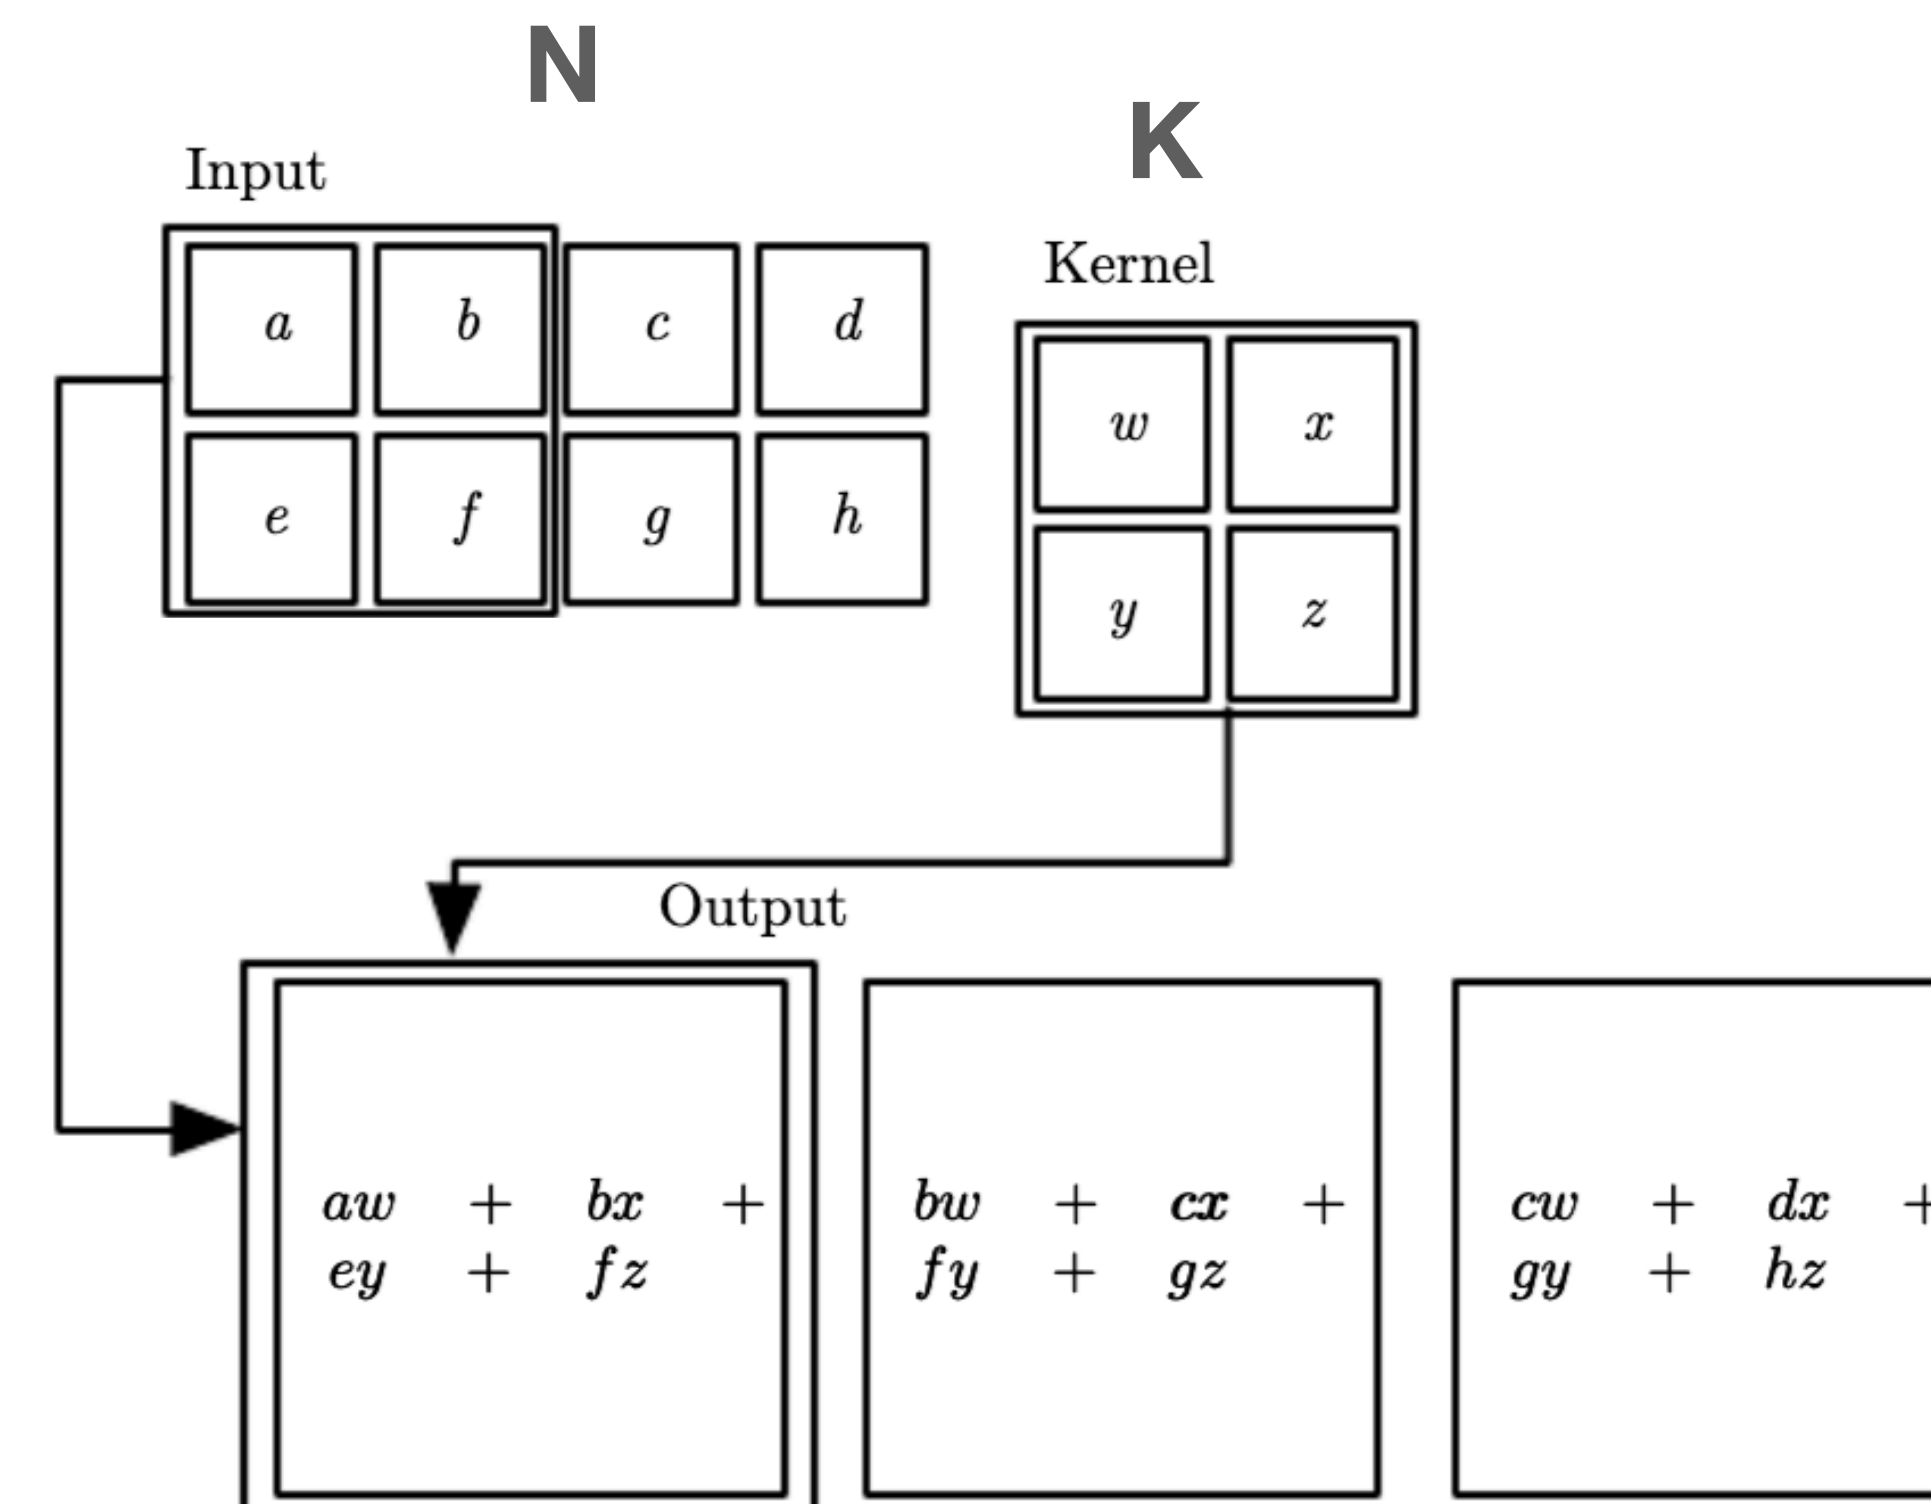 N
K
Input
Kernel
a b c d
e f g h
w x
y z
Output
aw + bx +
ey + fz
bw + cx +
fy + gz
cw + dx +
gy + hz